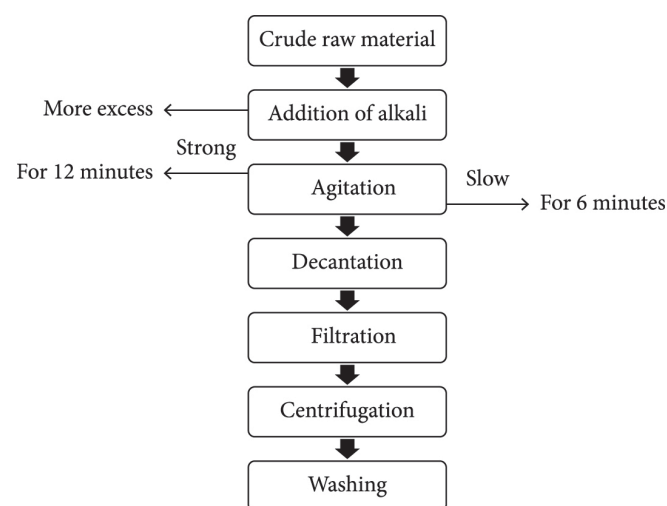 Crude raw material
More excess
Addition of alkali
Strong
For 12 minutes
Agitation
Slow
For 6 minutes
Decantation
Filtration
Centrifugation
Washing